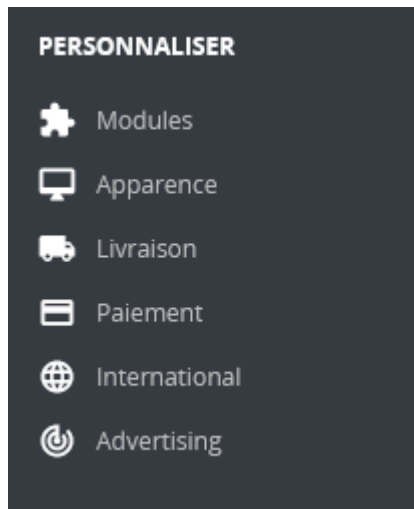 PERSONNALISER
Modules
Apparence
Livraison
Paiement
International
Advertising